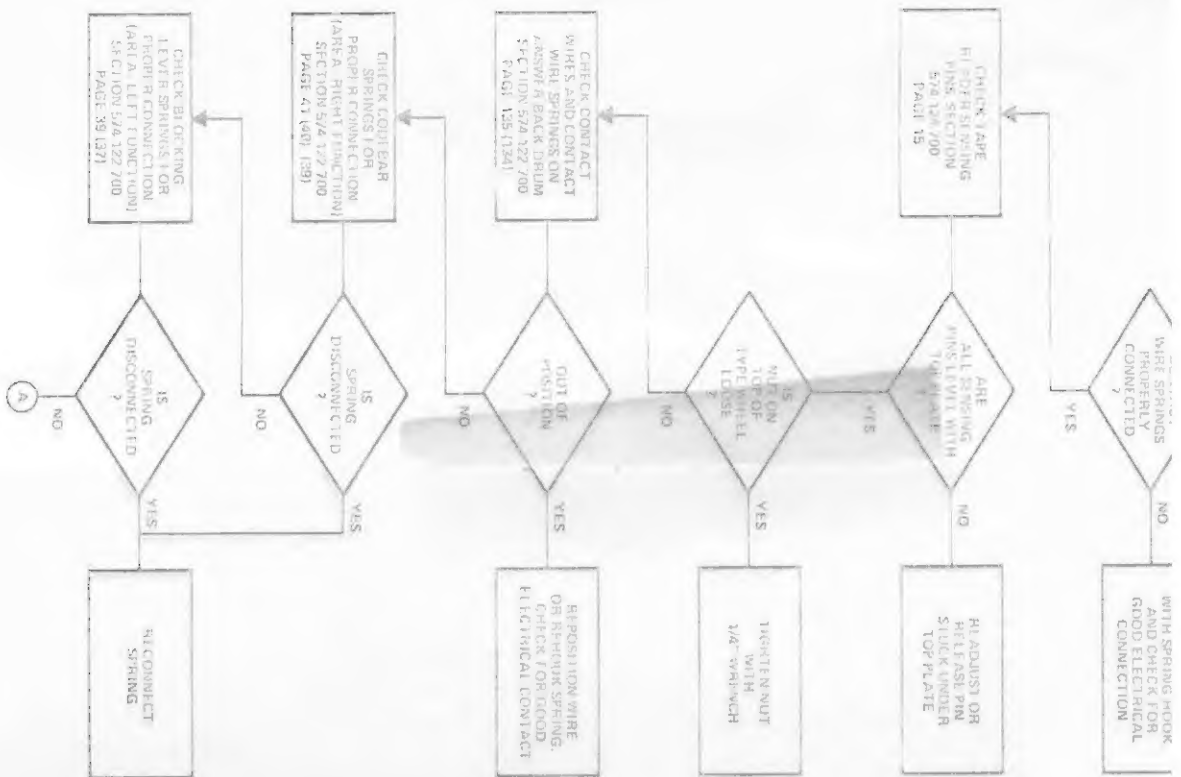 WIRE SPRINGS
PROPERLY
CONNECTED
?
NO
YES
WITH SPRING HOOK
AND CHECK FOR
GOOD ELECTRICAL
CONNECTION
CHECK TAPE
READER SENSING
PINS, SECTION
574 124 700
PAGE 15
ARE
ALL SENSING
PINS LEVEL WITH
TOP PLATE
NO
YES
READJUST OR
RELEASE PIN
STUCK UNDER
TOP PLATE
NUT ON
TOP OF
TYPEWHEEL
LOOSE
?
YES
NO
TIGHTEN NUT
WITH
1/4 WRENCH
CHECK CONTACT
WIRES AND CONTACT
WIRE SPRINGS ON
ANSWER BACK DRUM
SECTION 574 122 700
PAGE 135 (134)
OUT OF
POSITION
?
YES
NO
REPOSITION WIRE
OR REHOOK SPRING.
CHECK FOR GOOD
ELECTRICAL CONTACT
CHECK CODEBAR
SPRINGS FOR
PROPER CONNECTION
(AREA RIGHT FUNCTION)
SECTION 574 122 700
PAGE 41 (40), (39)
IS
SPRING
DISCONNECTED
?
YES
NO
CHECK BLOCKING
LEVER SPRINGS FOR
PROPER CONNECTION
(AREA LEFT FUNCTION)
SECTION 574 122 700
PAGE 39 (37)
IS
SPRING
DISCONNECTED
?
YES
NO
RECONNECT
SPRING
A